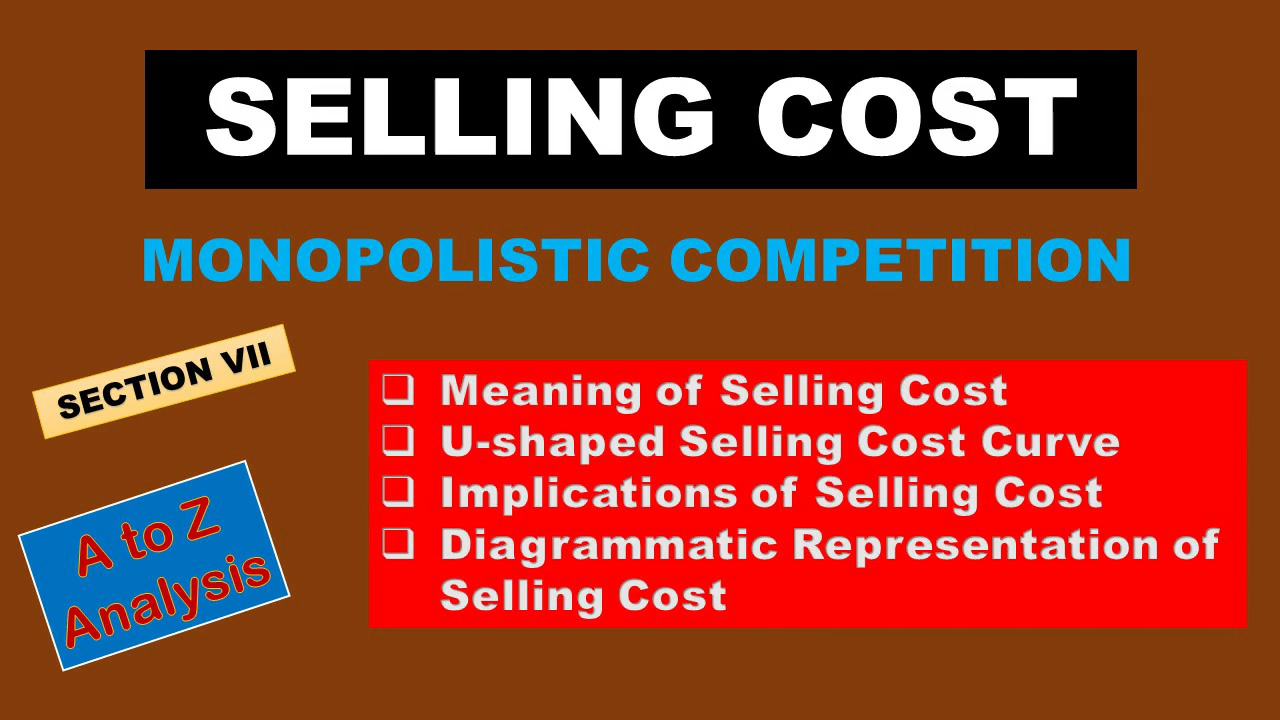 SELLING COST
MONOPOLISTIC COMPETITION
SECTION VII
A to Z
Analysis
❑ Meaning of Selling Cost
❑ U-shaped Selling Cost Curve
❑ Implications of Selling Cost
❑ Diagrammatic Representation of
Selling Cost